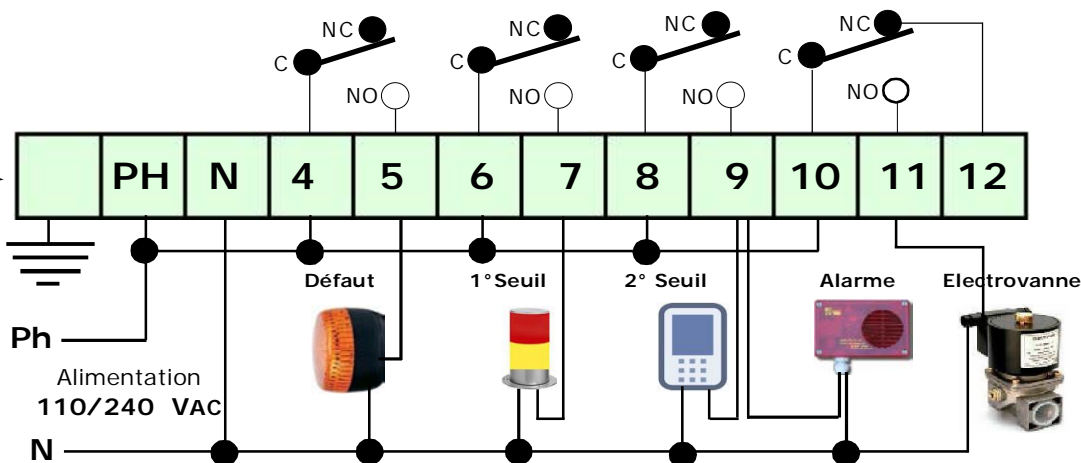 NC NC NC NC
C C C C
NO NO NO NO
PH N 4 5 6 7 8 9 10 11 12
Défaut 1°Seuil 2° Seuil Alarme Electrovanne
Ph
Alimentation
110/240 VAC
N